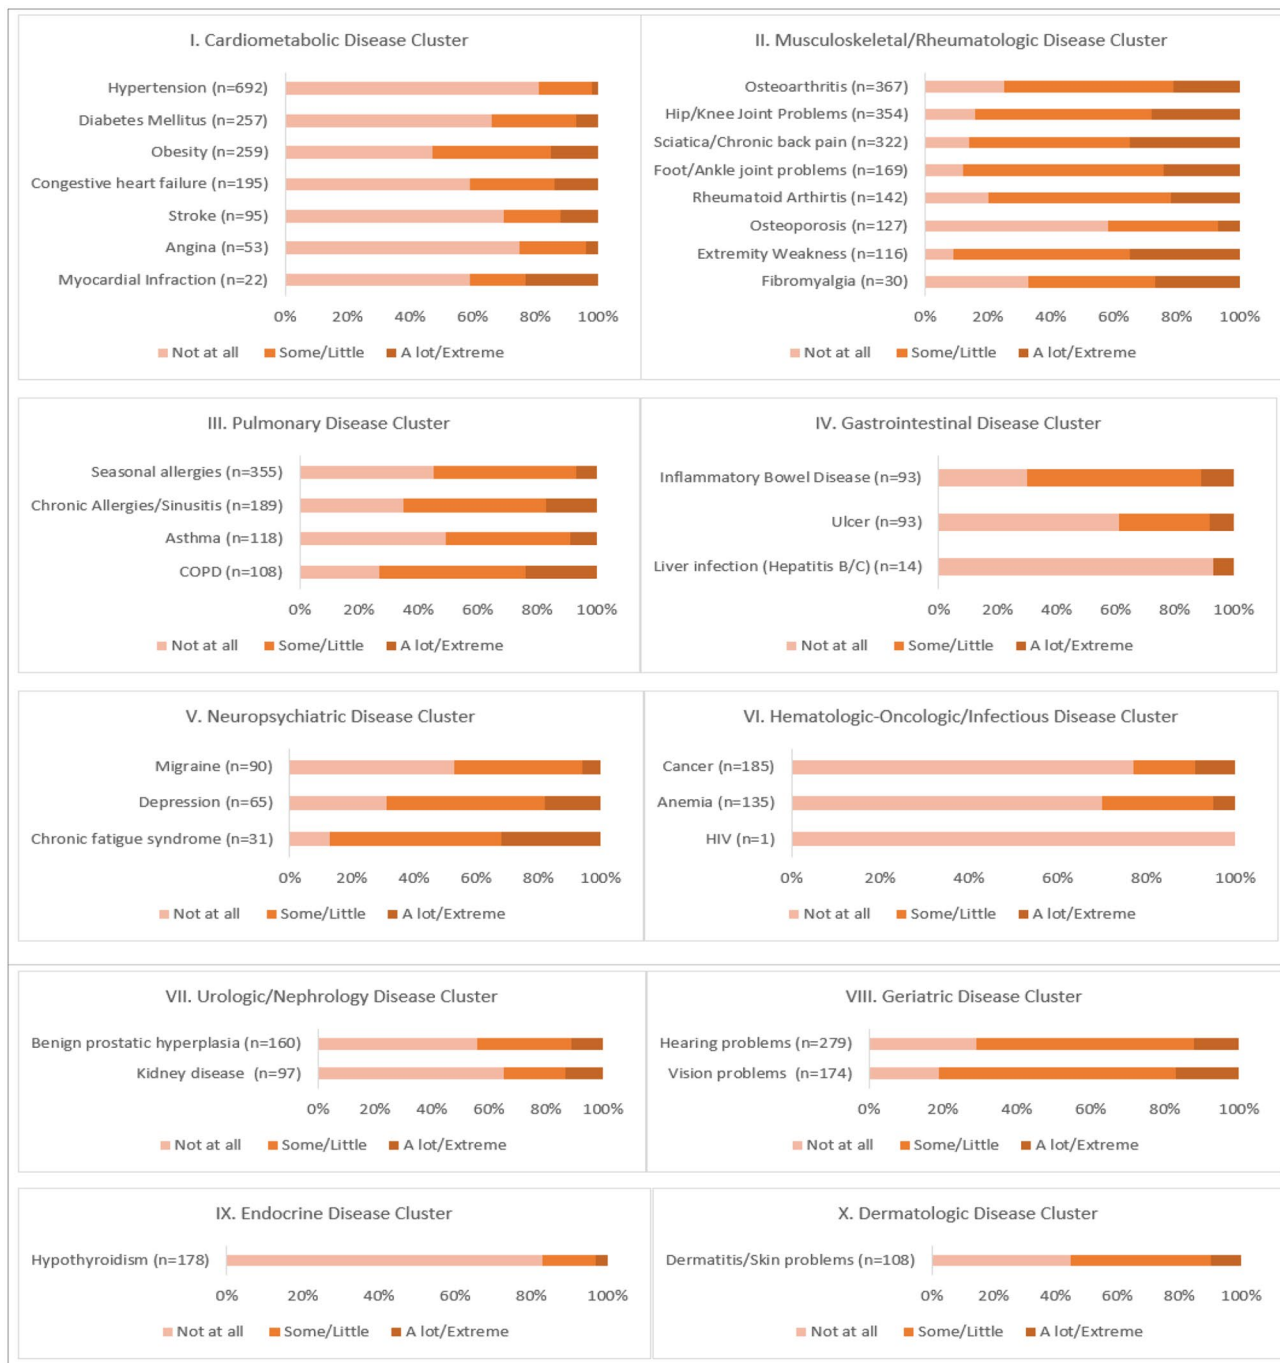 I. Cardiometabolic Disease Cluster
Hypertension (n=692)
Diabetes Mellitus (n=257)
Obesity (n=259)
Congestive heart failure (n=195)
Stroke (n=95)
Angina (n=53)
Myocardial Infraction (n=22)
0% 20% 40% 60% 80% 100%
Not at all Some/Little A lot/Extreme
II. Musculoskeletal/Rheumatologic Disease Cluster
Osteoarthritis (n=367)
Hip/Knee Joint Problems (n=354)
Sciatica/Chronic back pain (n=322)
Foot/Ankle joint problems (n=169)
Rheumatoid Arthirtis (n=142)
Osteoporosis (n=127)
Extremity Weakness (n=116)
Fibromyalgia (n=30)
0% 20% 40% 60% 80% 100%
Not at all Some/Little A lot/Extreme
III. Pulmonary Disease Cluster
Seasonal allergies (n=355)
Chronic Allergies/Sinusitis (n=189)
Asthma (n=118)
COPD (n=108)
0% 20% 40% 60% 80% 100%
Not at all Some/Little A lot/Extreme
IV. Gastrointestinal Disease Cluster
Inflammatory Bowel Disease (n=93)
Ulcer (n=93)
Liver infection (Hepatitis B/C) (n=14)
0% 20% 40% 60% 80% 100%
Not at all Some/Little A lot/Extreme
V. Neuropsychiatric Disease Cluster
Migraine (n=90)
Depression (n=65)
Chronic fatigue syndrome (n=31)
0% 20% 40% 60% 80% 100%
Not at all Some/Little A lot/Extreme
VI. Hematologic-Oncologic/Infectious Disease Cluster
Cancer (n=185)
Anemia (n=135)
HIV (n=1)
0% 20% 40% 60% 80% 100%
Not at all Some/Little A lot/Extreme
VII. Urologic/Nephrology Disease Cluster
Benign prostatic hyperplasia (n=160)
Kidney disease (n=97)
0% 20% 40% 60% 80% 100%
Not at all Some/Little A lot/Extreme
VIII. Geriatric Disease Cluster
Hearing problems (n=279)
Vision problems (n=174)
0% 20% 40% 60% 80% 100%
Not at all Some/Little A lot/Extreme
IX. Endocrine Disease Cluster
Hypothyroidism (n=178)
0% 20% 40% 60% 80% 100%
Not at all Some/Little A lot/Extreme
X. Dermatologic Disease Cluster
Dermatitis/Skin problems (n=108)
0% 20% 40% 60% 80% 100%
Not at all Some/Little A lot/Extreme